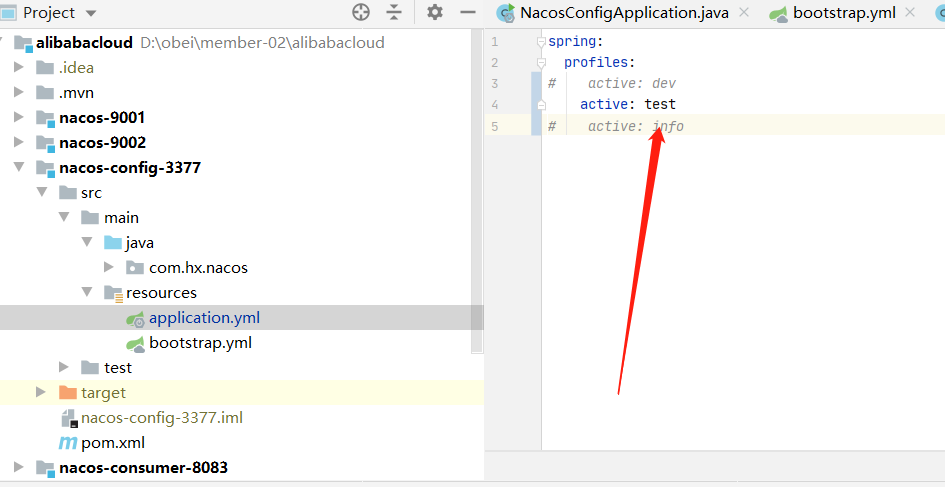 Project
alibabacloud D:\obei\member-02\alibabacloud
.idea
.mvn
nacos-9001
nacos-9002
nacos-config-3377
src
main
java
com.hx.nacos
resources
application.yml
bootstrap.yml
test
target
nacos-config-3377.iml
pom.xml
nacos-consumer-8083
NacosConfigApplication.java bootstrap.yml
1 spring:
2 profiles:
3 # active: dev
4 active: test
5 # active: info